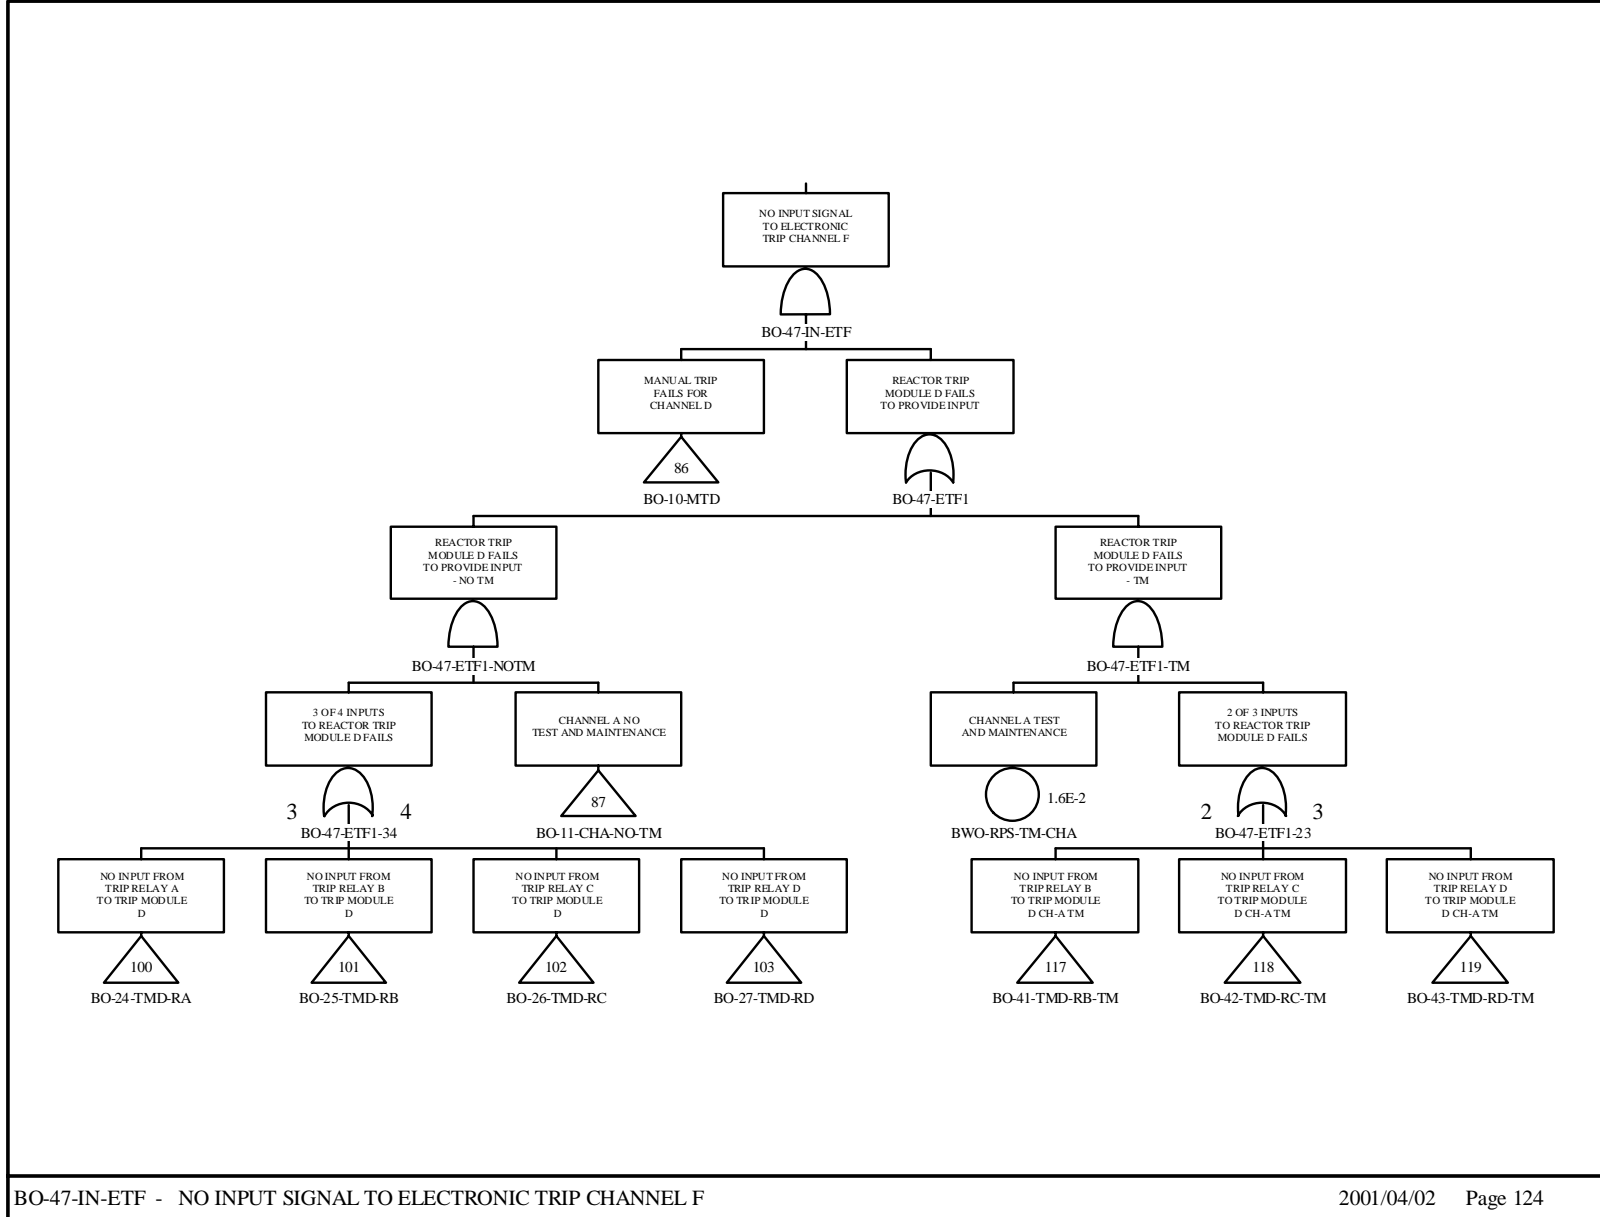 NO INPUT SIGNAL
TO ELECTRONIC
TRIP CHANNEL F
BO-47-IN-ETF
MANUAL TRIP
FAILS FOR
CHANNEL D
86
BO-10-MTD
REACTOR TRIP
MODULE D FAILS
TO PROVIDE INPUT
BO-47-ETF1
REACTOR TRIP
MODULE D FAILS
TO PROVIDE INPUT
- NO TM
BO-47-ETF1-NOTM
REACTOR TRIP
MODULE D FAILS
TO PROVIDE INPUT
- TM
BO-47-ETF1-TM
3 OF 4 INPUTS
TO REACTOR TRIP
MODULE D FAILS
3 4
BO-47-ETF1-34
CHANNEL A NO
TEST AND MAINTENANCE
87
BO-11-CHA-NO-TM
CHANNEL A TEST
AND MAINTENANCE
1.6E-2
BWO-RPS-TM-CHA
2 OF 3 INPUTS
TO REACTOR TRIP
MODULE D FAILS
2 3
BO-47-ETF1-23
NO INPUT FROM
TRIP RELAY A
TO TRIP MODULE
D
100
BO-24-TMD-RA
NO INPUT FROM
TRIP RELAY B
TO TRIP MODULE
D
101
BO-25-TMD-RB
NO INPUT FROM
TRIP RELAY C
TO TRIP MODULE
D
102
BO-26-TMD-RC
NO INPUT FROM
TRIP RELAY D
TO TRIP MODULE
D
103
BO-27-TMD-RD
NO INPUT FROM
TRIP RELAY B
TO TRIP MODULE
D CH-A TM
117
BO-41-TMD-RB-TM
NO INPUT FROM
TRIP RELAY C
TO TRIP MODULE
D CH-A TM
118
BO-42-TMD-RC-TM
NO INPUT FROM
TRIP RELAY D
TO TRIP MODULE
D CH-A TM
119
BO-43-TMD-RD-TM
BO-47-IN-ETF - NO INPUT SIGNAL TO ELECTRONIC TRIP CHANNEL F
2001/04/02 Page 124